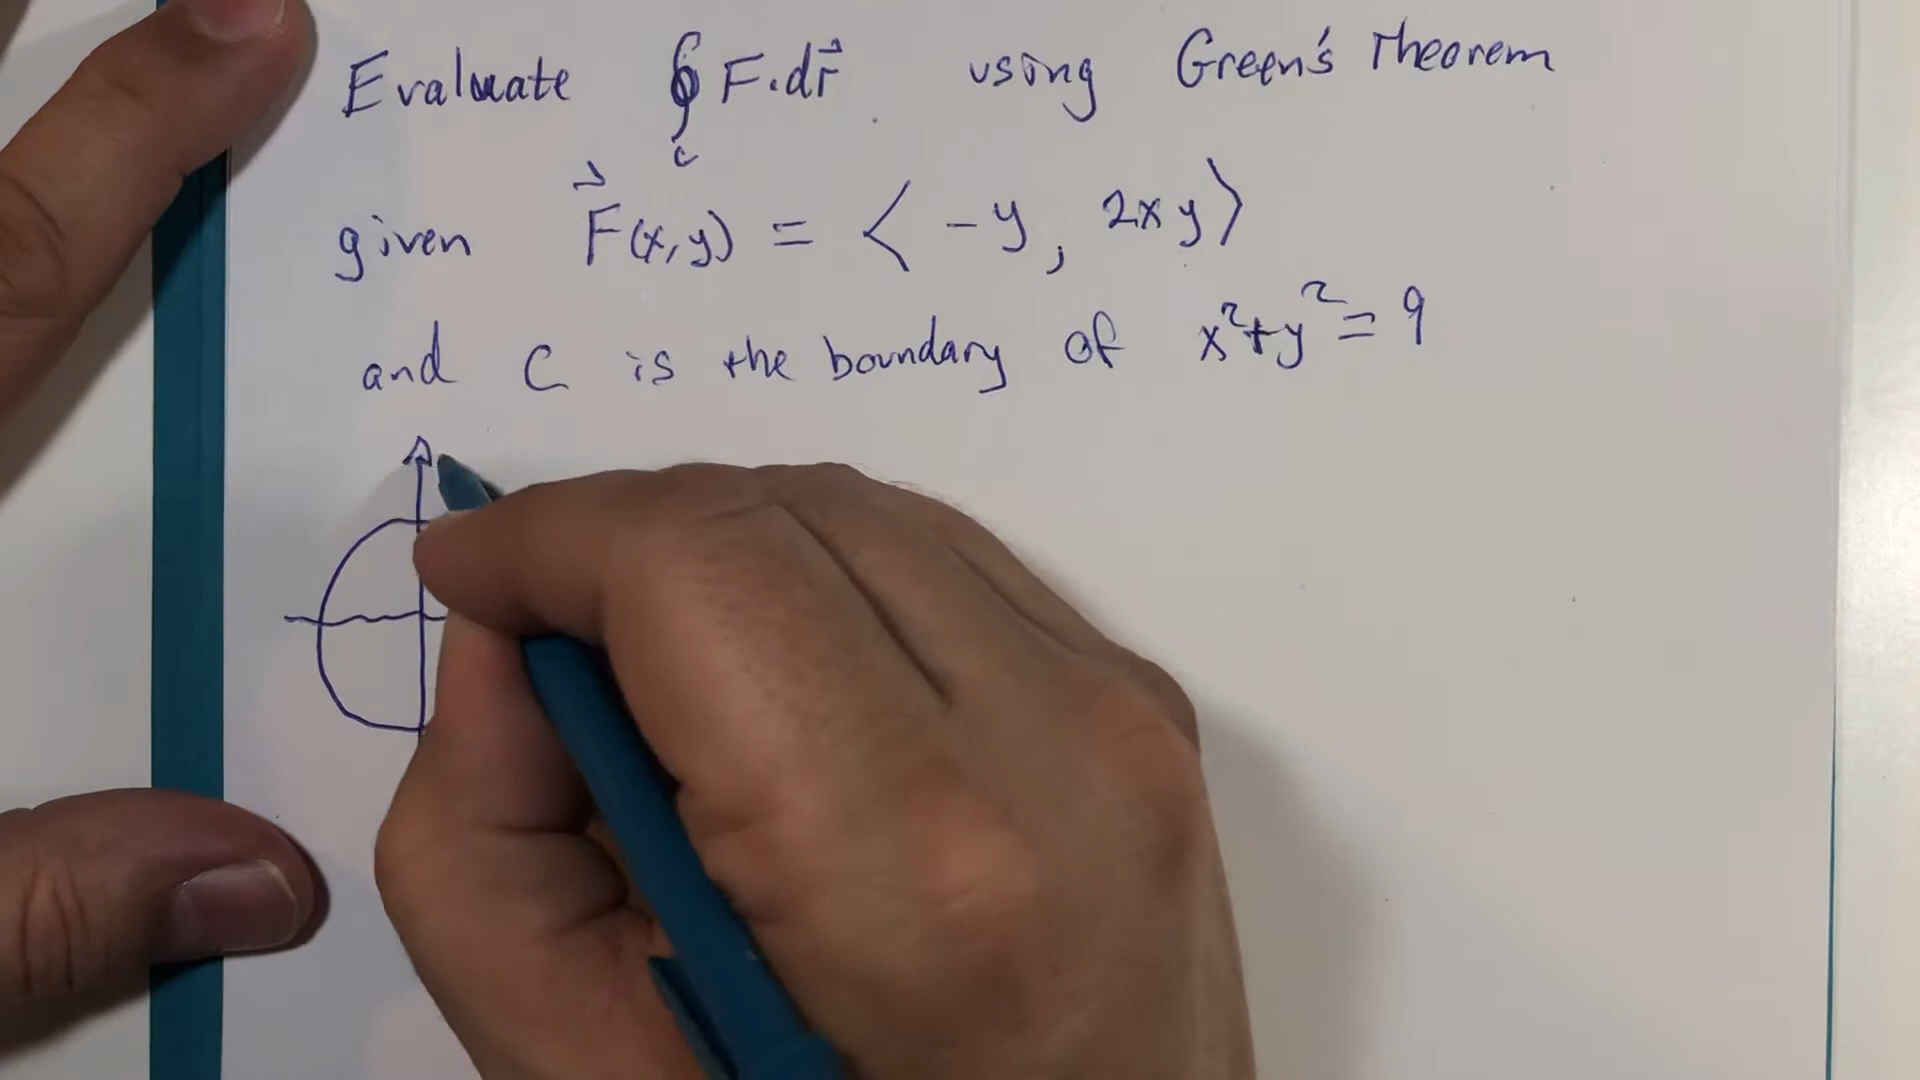 Evaluate ∮_C F·dr⃗ using Green's Theorem
given F⃗(x,y) = ⟨-y, 2xy⟩
and C is the boundary of x²+y²=9